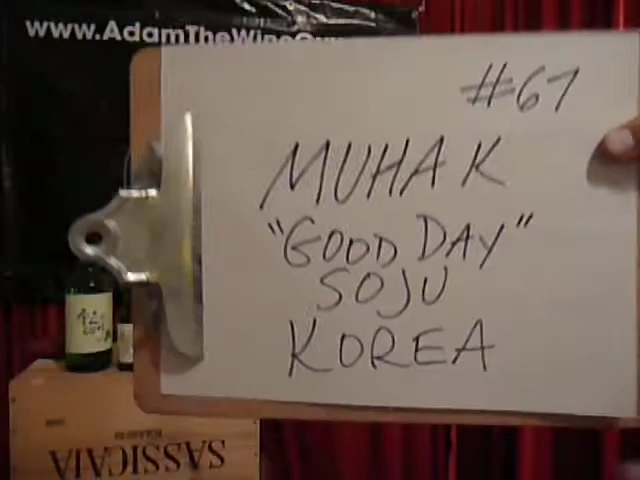 www.AdamTheWineGuy
#67
MUHAK
"GOOD DAY"
SOJU
KOREA
SASSICAIA